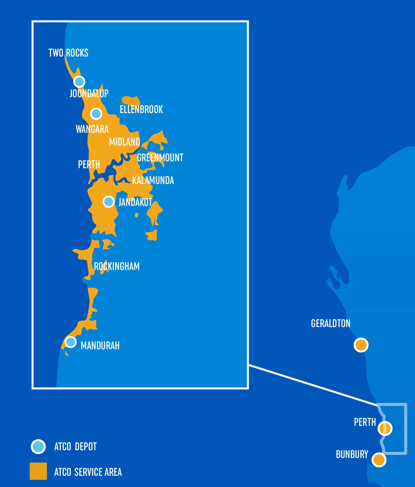 TWO ROCKS
JOONDALUP
ELLENBROOK
WANGARA
MIDLAND
GREENMOUNT
PERTH
KALAMUNDA
JANDAKOT
ROCKINGHAM
MANDURAH
GERALDTON
PERTH
BUNBURY
ATCO DEPOT
ATCO SERVICE AREA